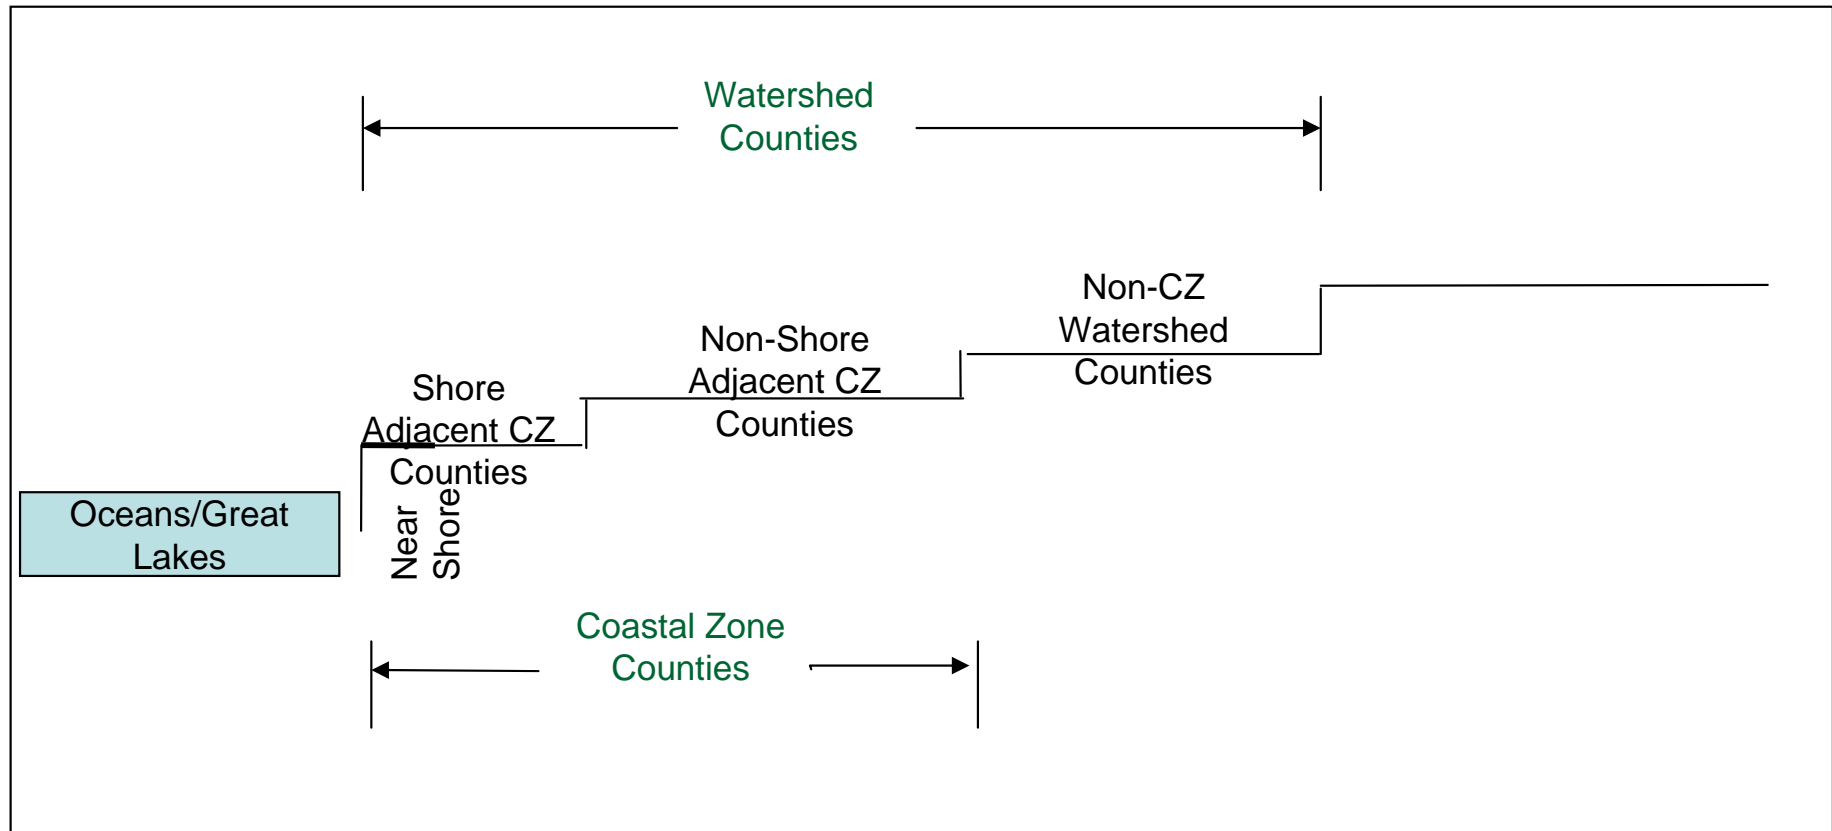 Watershed
Counties
Non-CZ
Watershed
Counties
Non-Shore
Adjacent CZ
Counties
Shore
Adjacent CZ
Counties
Near
Shore
Oceans/Great
Lakes
Coastal Zone
Counties